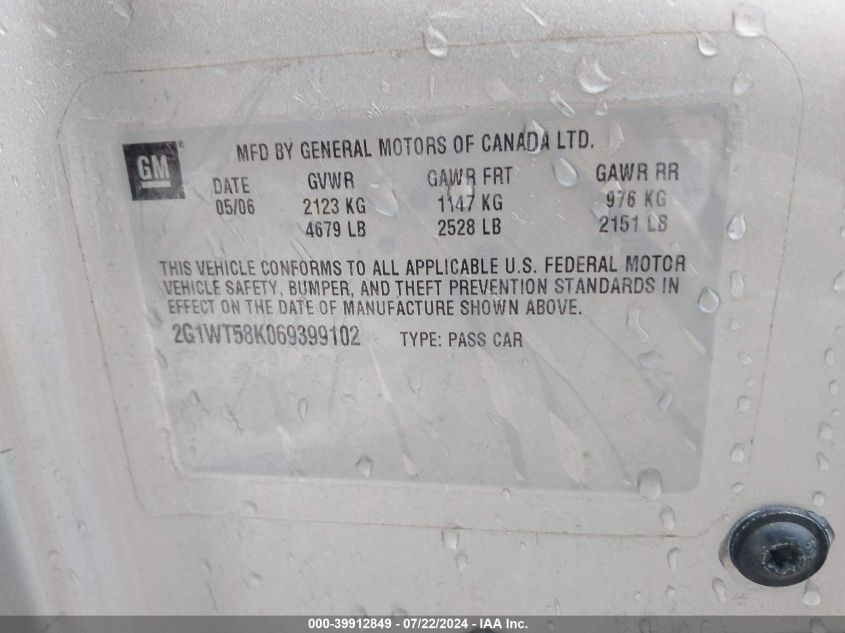 GM
MFD BY GENERAL MOTORS OF CANADA LTD.
DATE GVWR GAWR FRT GAWR RR
05/06 2123 KG 1147 KG 976 KG
4679 LB 2528 LB 2151 LB
THIS VEHICLE CONFORMS TO ALL APPLICABLE U.S. FEDERAL MOTOR
VEHICLE SAFETY, BUMPER, AND THEFT PREVENTION STANDARDS IN
EFFECT ON THE DATE OF MANUFACTURE SHOWN ABOVE.
2G1WT58K069399102 TYPE: PASS CAR
000-39912849 - 07/22/2024 - IAA Inc.